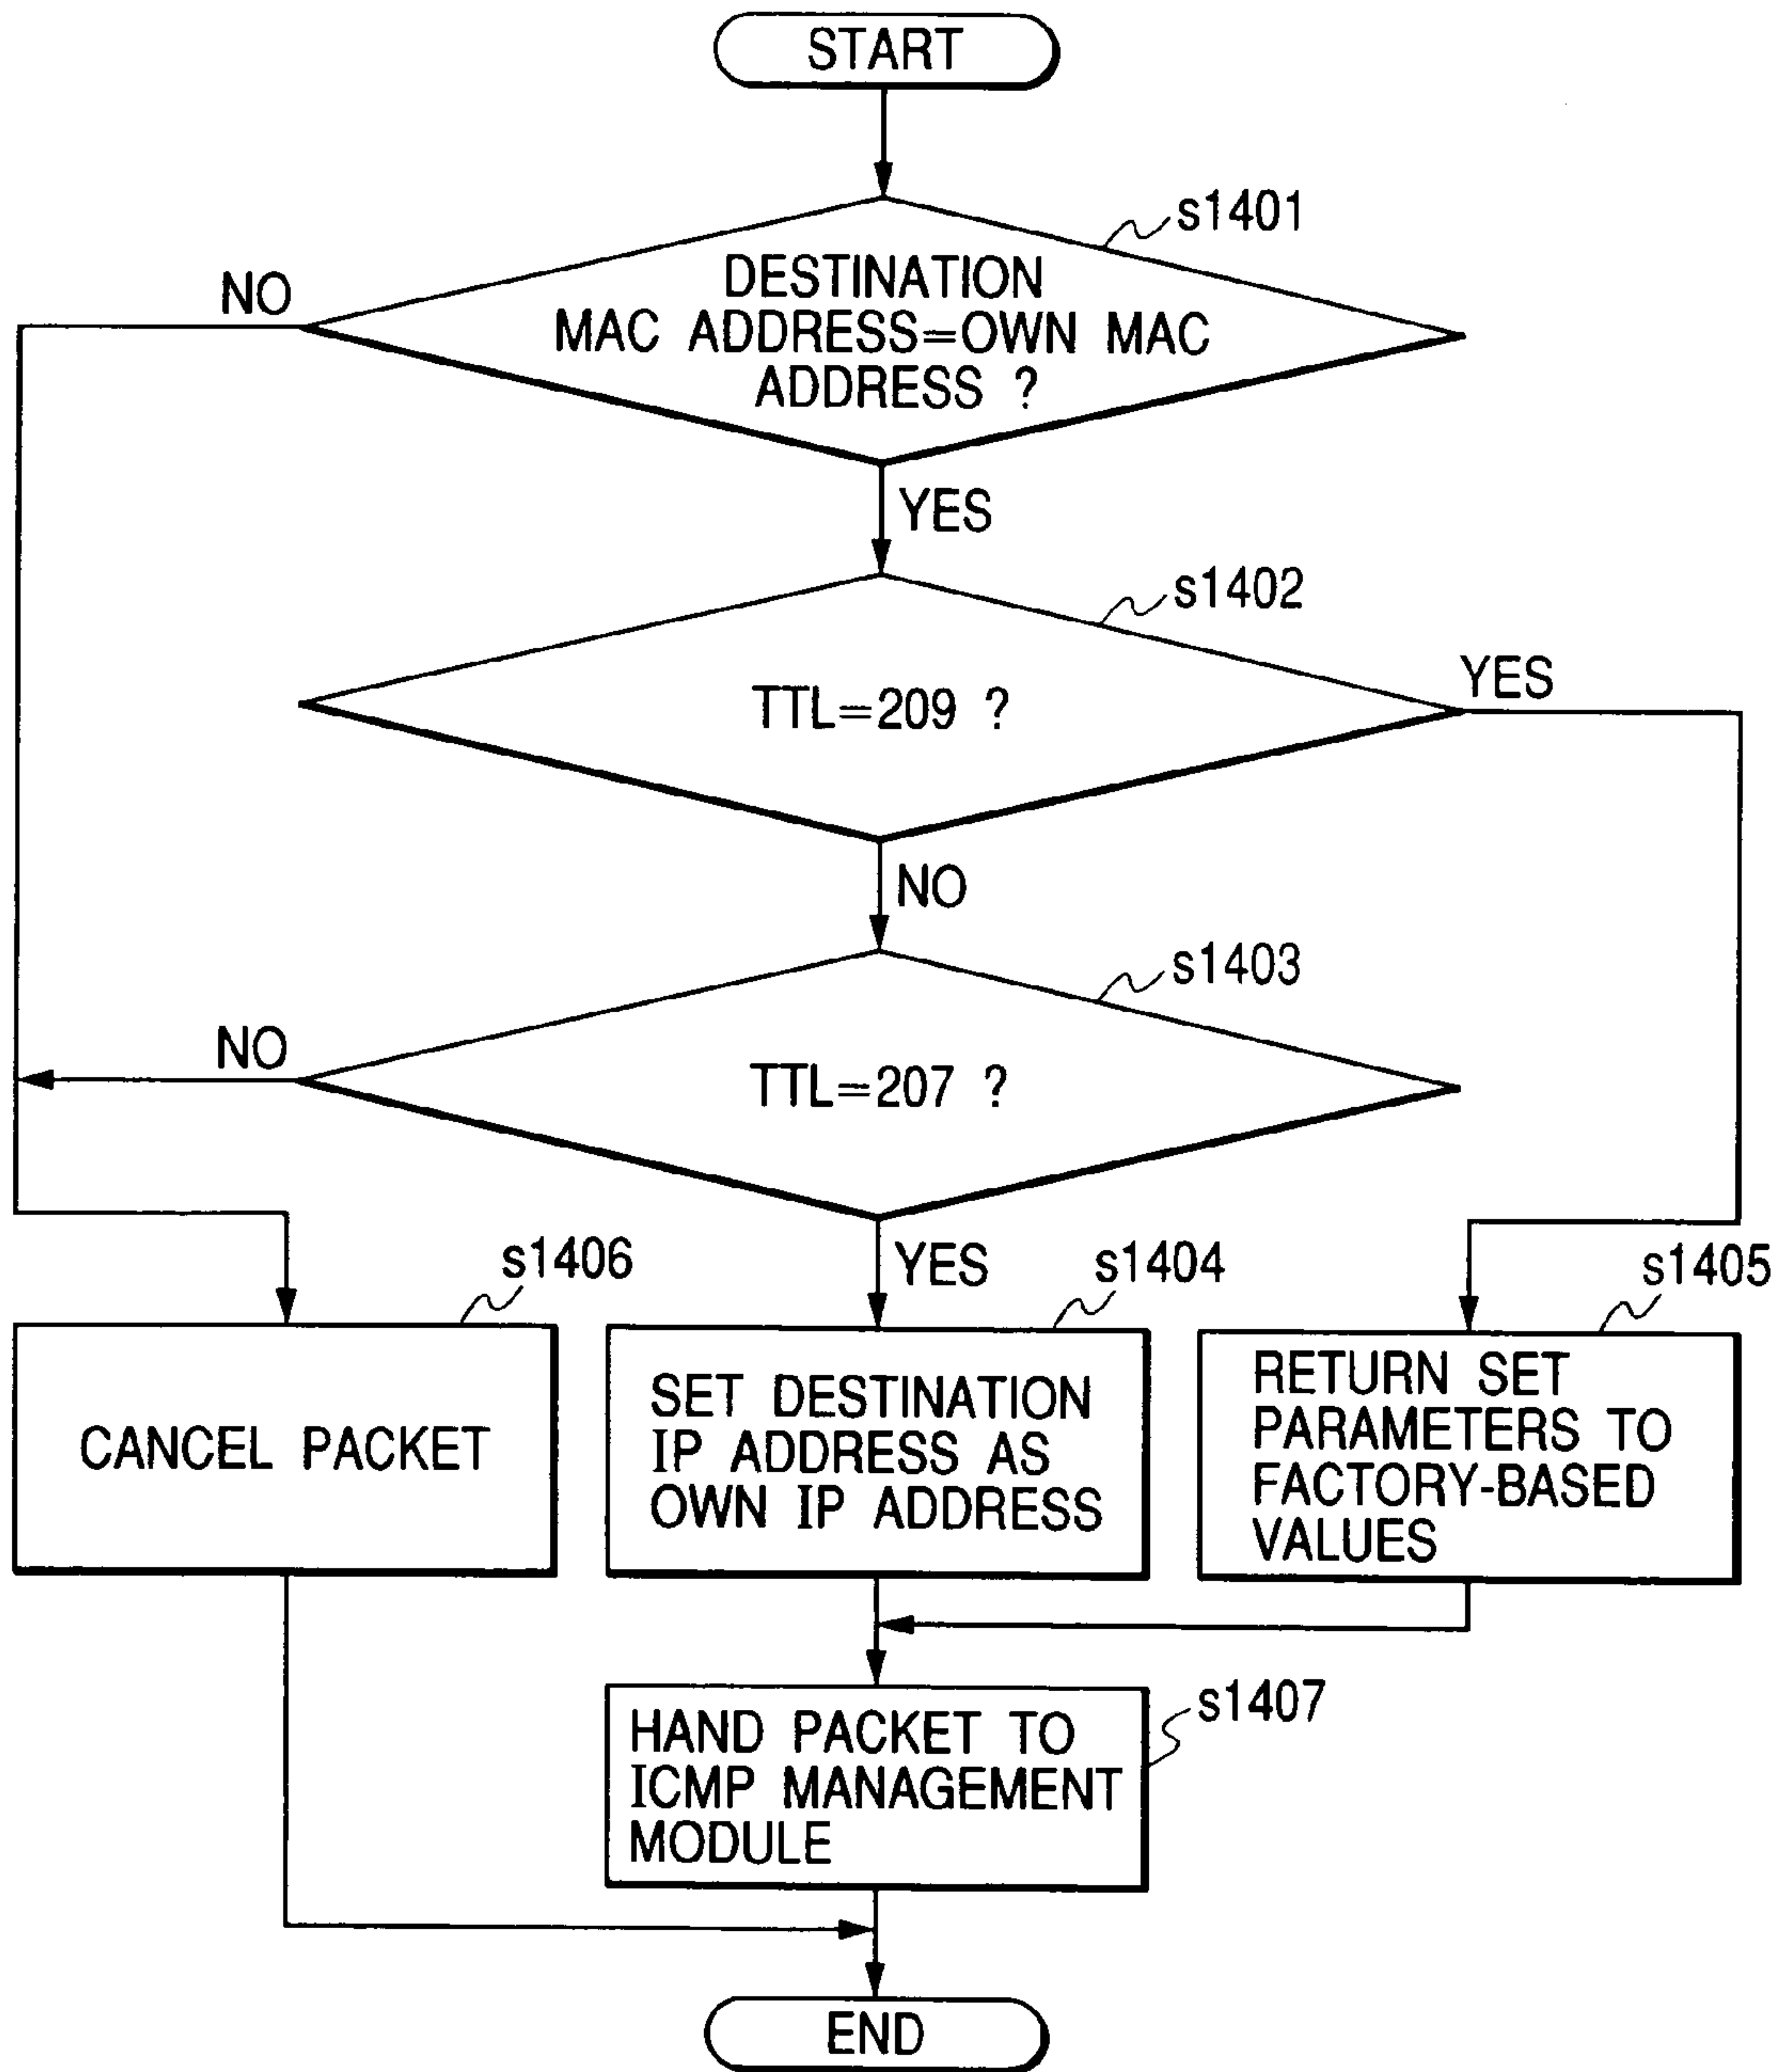 START
s1401
NO
DESTINATION
MAC ADDRESS=OWN MAC
ADDRESS ?
YES
s1402
YES
TTL=209 ?
NO
s1403
NO
TTL=207 ?
s1406
YES
s1404
s1405
CANCEL PACKET
SET DESTINATION
IP ADDRESS AS
OWN IP ADDRESS
RETURN SET
PARAMETERS TO
FACTORY-BASED
VALUES
s1407
HAND PACKET TO
ICMP MANAGEMENT
MODULE
END